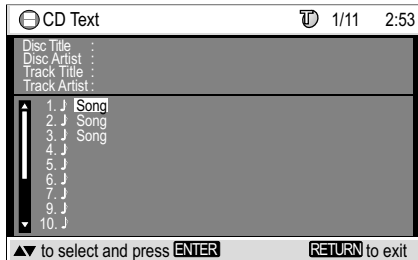 CD Text T 1/11 2:53
Disc Title :
Disc Artist :
Track Title :
Track Artist :
1. ♪ Song
2. ♪ Song
3. ♪ Song
4. ♪
5. ♪
6. ♪
7. ♪
9. ♪
10. ♪
▲▼ to select and press ENTER RETURN to exit